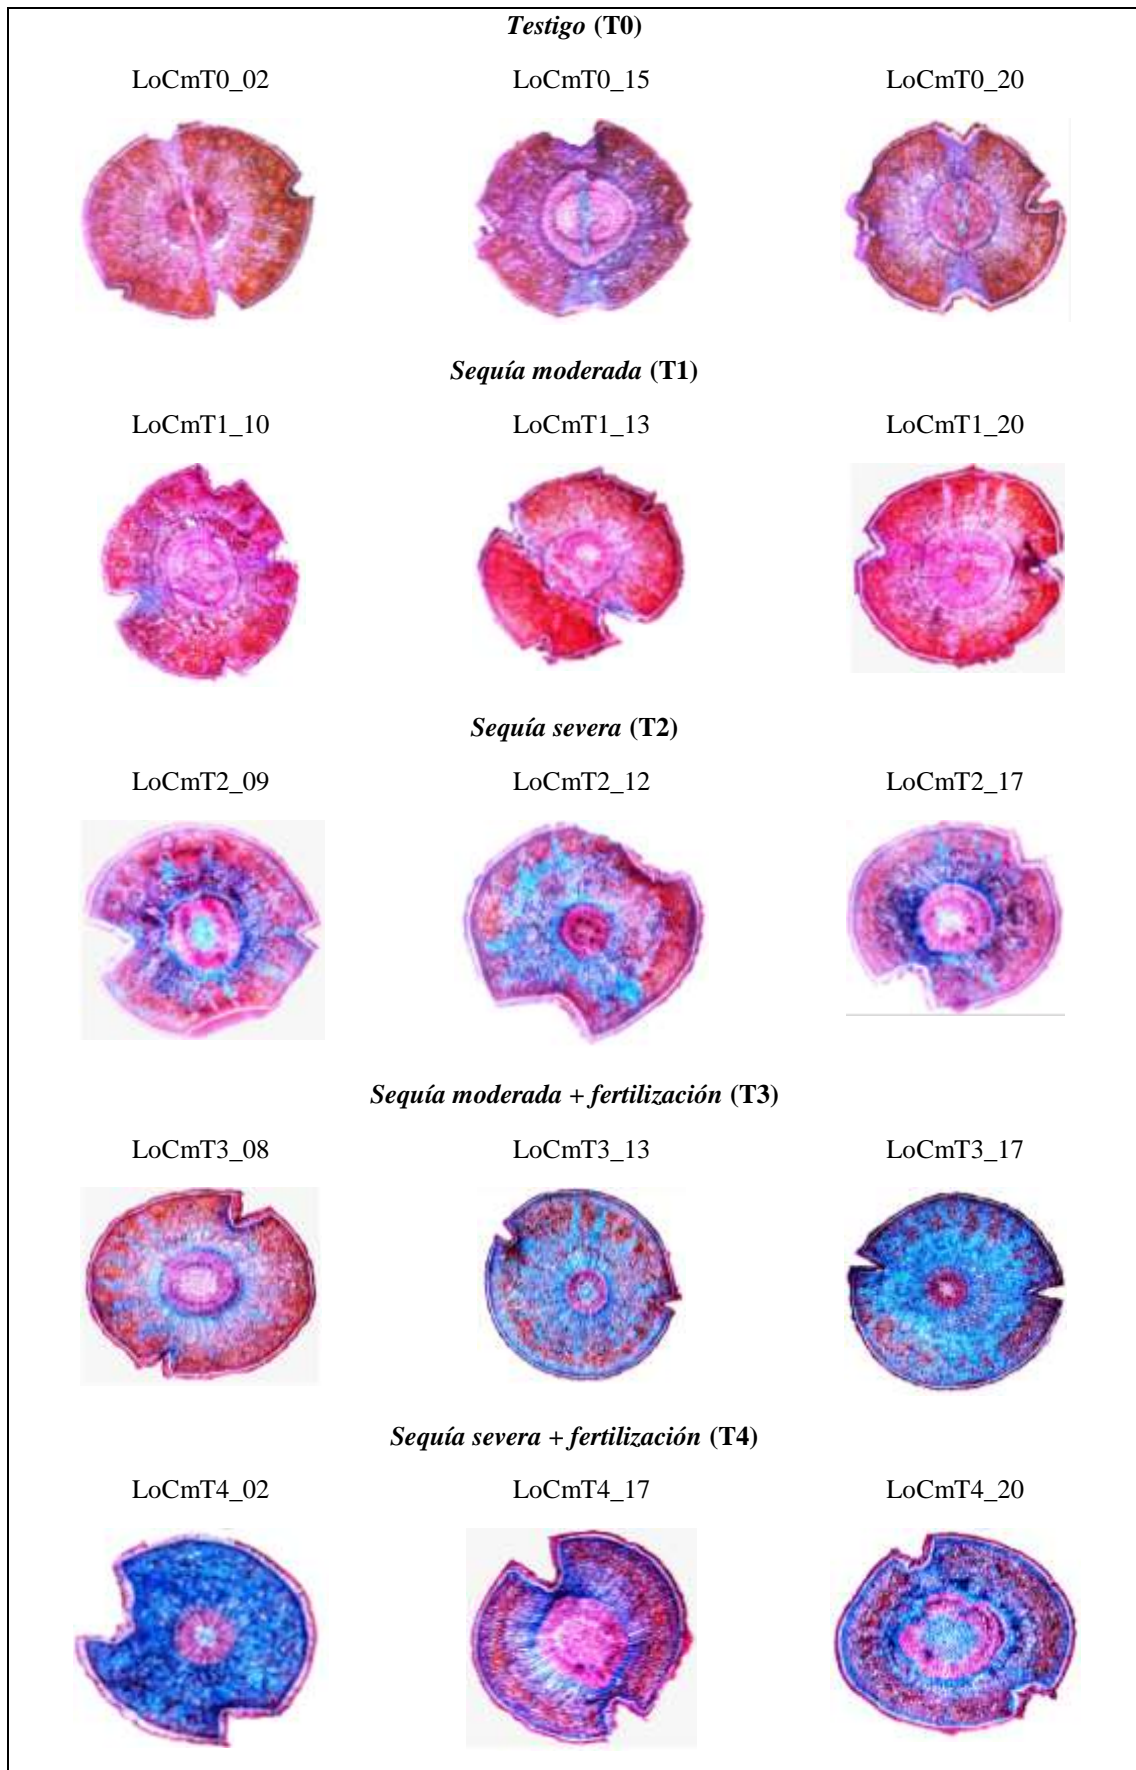 Testigo (T0)
LoCmT0_02 LoCmT0_15 LoCmT0_20
Sequía moderada (T1)
LoCmT1_10 LoCmT1_13 LoCmT1_20
Sequía severa (T2)
LoCmT2_09 LoCmT2_12 LoCmT2_17
Sequía moderada + fertilización (T3)
LoCmT3_08 LoCmT3_13 LoCmT3_17
Sequía severa + fertilización (T4)
LoCmT4_02 LoCmT4_17 LoCmT4_20